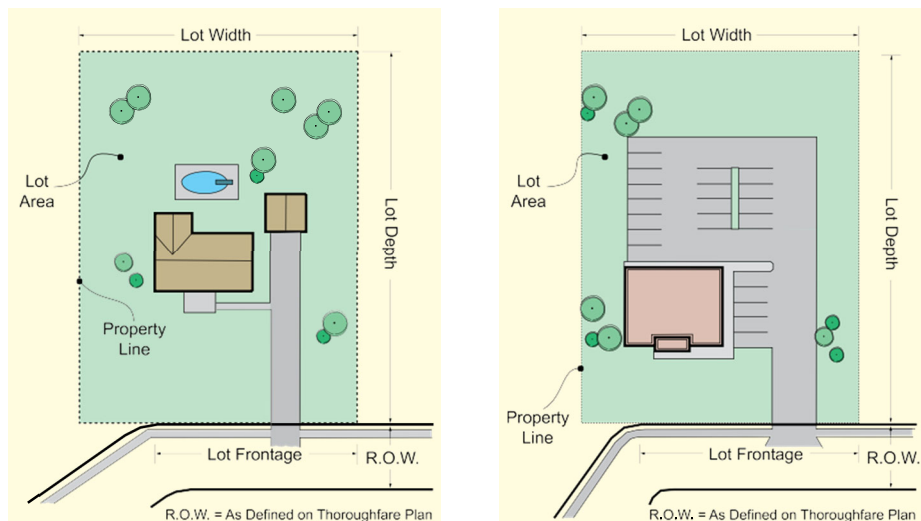 Lot Width
Lot
Area
Lot Depth
Property
Line
Lot Frontage
R.O.W.
R.O.W. = As Defined on Thoroughfare Plan
Lot Width
Lot
Area
Lot Depth
Property
Line
Lot Frontage
R.O.W.
R.O.W. = As Defined on Thoroughfare Plan